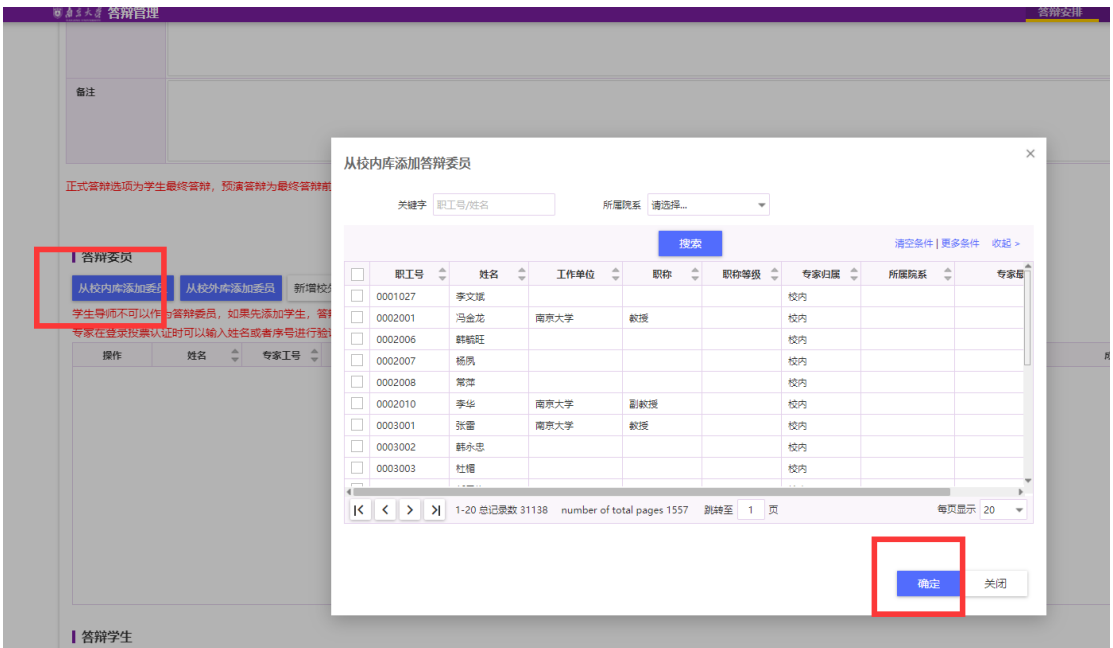 南京大学 答辩管理 答辩安排
备注
正式答辩选项为学生最终答辩，预演答辩为最终答辩前
答辩委员
从校内库添加委员 从校外库添加委员 新增校
学生导师不可以作为答辩委员，如果先添加学生，答
专家在登录投票认证时可以输入姓名或者序号进行验
操作 姓名 专家工号
从校内库添加答辩委员 ×
关键字 职工号/姓名 所属院系 请选择...
搜索 清空条件 | 更多条件 收起 >
职工号 姓名 工作单位 职称 职称等级 专家归属 所属院系 专家
0001027 李文斌 校内
0002001 冯金龙 南京大学 教授 校内
0002006 韩毓旺 校内
0002007 杨凤 校内
0002008 常萍 校内
0002010 李华 南京大学 副教授 校内
0003001 张雷 南京大学 教授 校内
0003002 韩永忠 校内
0003003 杜楣 校内
1-20 总记录数 31138 number of total pages 1557 跳转至 1 页 每页显示 20
确定 关闭
答辩学生